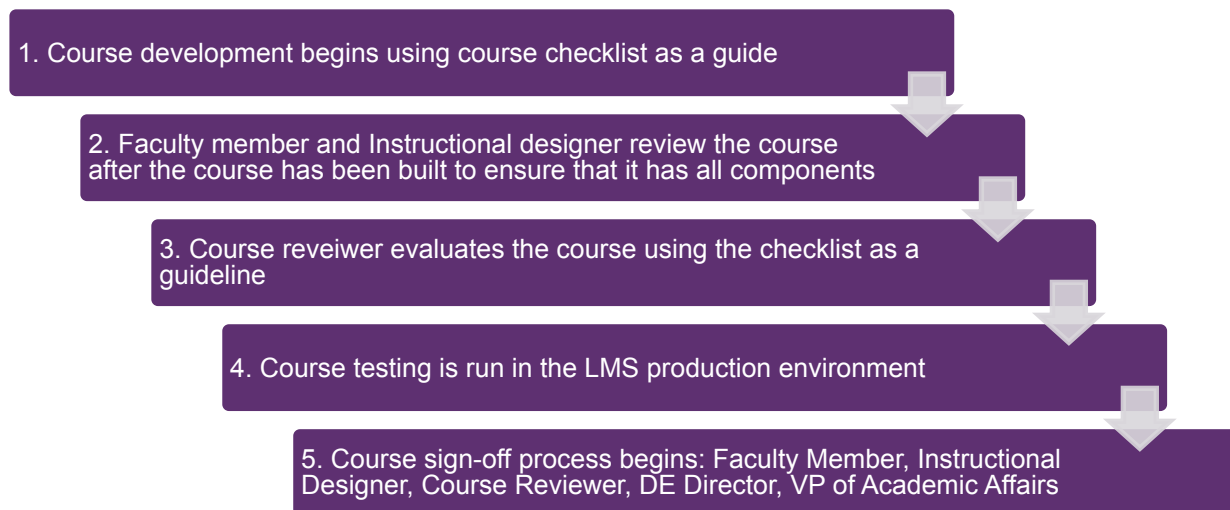 1. Course development begins using course checklist as a guide
2. Faculty member and Instructional designer review the course
after the course has been built to ensure that it has all components
3. Course reveiwer evaluates the course using the checklist as a
guideline
4. Course testing is run in the LMS production environment
5. Course sign-off process begins: Faculty Member, Instructional
Designer, Course Reviewer, DE Director, VP of Academic Affairs